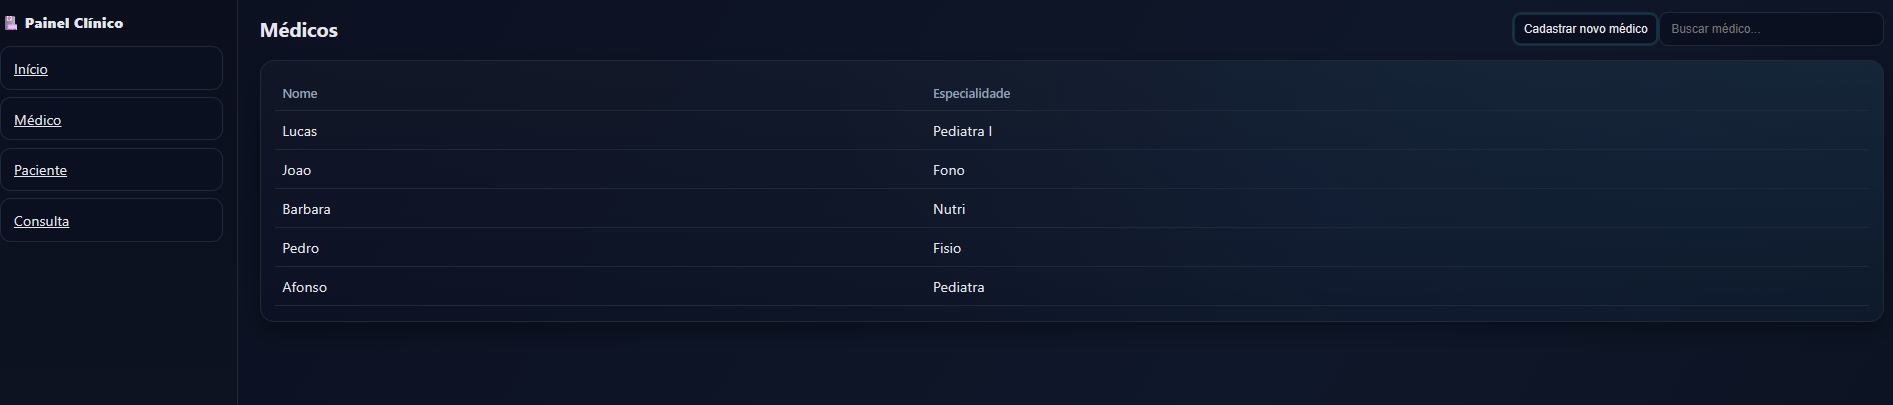 Painel Clínico
Início
Médico
Paciente
Consulta
Médicos
Cadastrar novo médico
Buscar médico...
Nome Especialidade
Lucas Pediatra I
Joao Fono
Barbara Nutri
Pedro Fisio
Afonso Pediatra